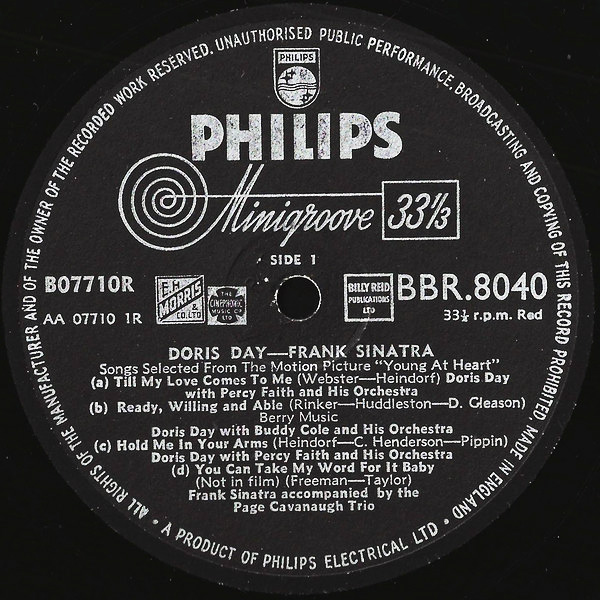 ALL RIGHTS OF THE MANUFACTURER AND OF THE OWNER OF THE RECORDED WORK RESERVED. UNAUTHORISED PUBLIC PERFORMANCE, BROADCASTING AND COPYING OF THIS RECORD PROHIBITED. MADE IN ENGLAND
PHILIPS
PHILIPS
Minigroove 33⅓
SIDE 1
B07710R
E.H. MORRIS & CO. LTD
THE CINEPHONIC MUSIC CO LTD
BILLY REID PUBLICATIONS LTD
BBR.8040
AA 07710 1R
33⅓ r.p.m. Red
DORIS DAY—FRANK SINATRA
Songs Selected From The Motion Picture "Young At Heart"
(a) Till My Love Comes To Me (Webster—Heindorf) Doris Day
with Percy Faith and His Orchestra
(b) Ready, Willing and Able (Rinker—Huddleston—D. Gleason)
Berry Music
Doris Day with Buddy Cole and His Orchestra
(c) Hold Me In Your Arms (Heindorf—C. Henderson—Pippin)
Doris Day with Percy Faith and His Orchestra
(d) You Can Take My Word For It Baby
(Not in film) (Freeman—Taylor)
Frank Sinatra accompanied by the
Page Cavanaugh Trio
• A PRODUCT OF PHILIPS ELECTRICAL LTD •